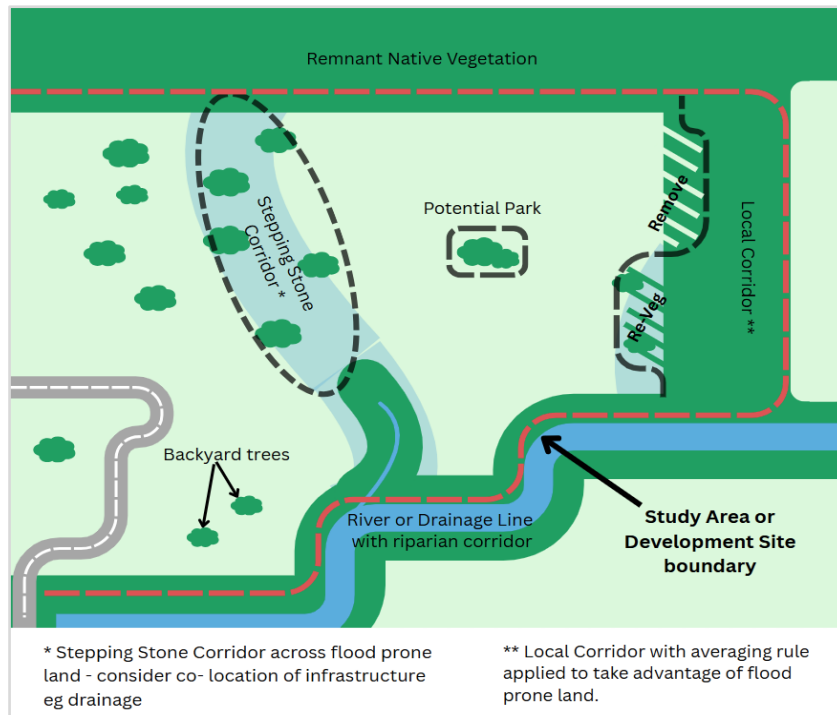 Remnant Native Vegetation
Stepping Stone
Corridor *
Potential Park
Remove
Re-Veg
Local Corridor **
Backyard trees
River or Drainage Line
with riparian corridor
Study Area or
Development Site
boundary
* Stepping Stone Corridor across flood prone
land - consider co- location of infrastructure
eg drainage
** Local Corridor with averaging rule
applied to take advantage of flood
prone land.